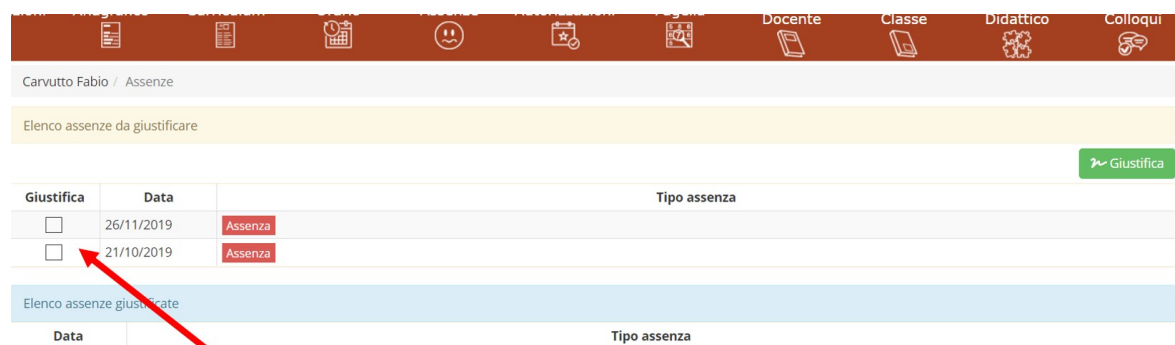 Docente Classe Didattico Colloqui
Carvutto Fabio / Assenze
Elenco assenze da giustificare
Giustifica
Giustifica Data Tipo assenza
26/11/2019 Assenza
21/10/2019 Assenza
Elenco assenze giustificate
Data Tipo assenza